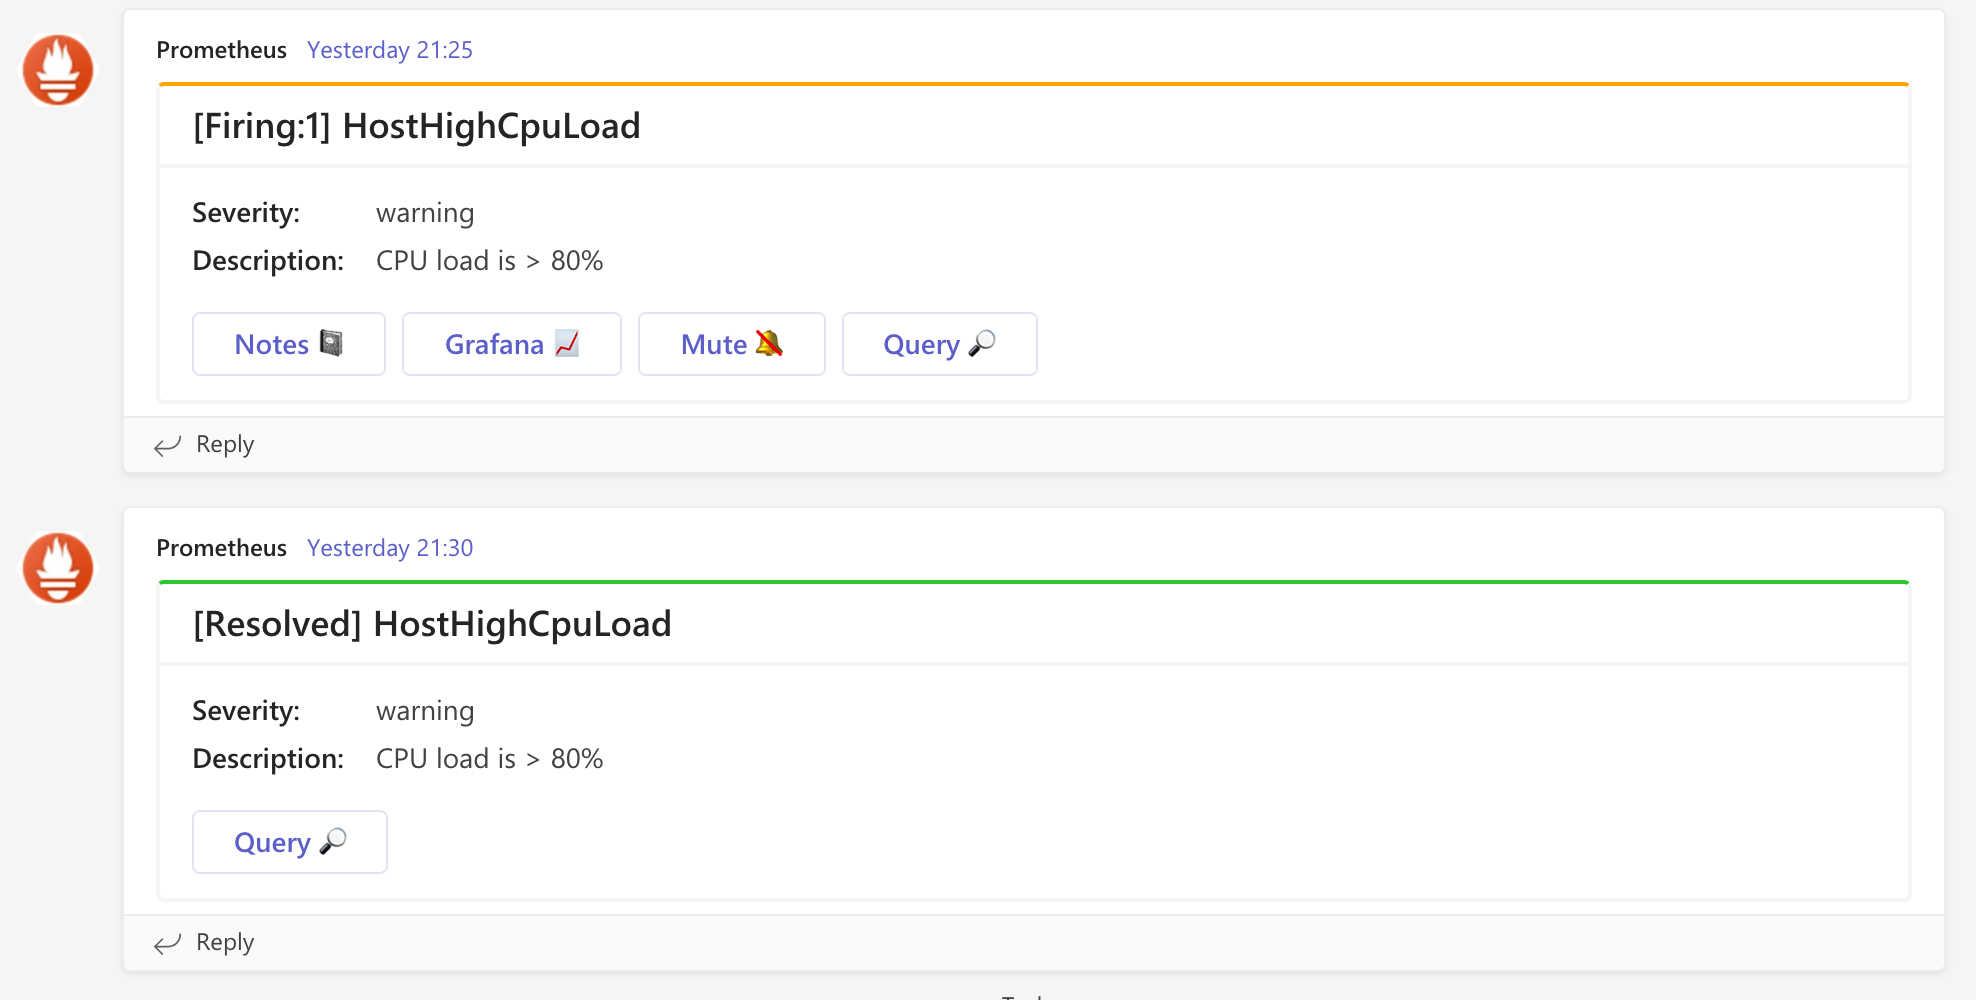 Prometheus Yesterday 21:25
[Firing:1] HostHighCpuLoad
Severity: warning
Description: CPU load is > 80%
Notes Grafana Mute Query
Reply
Prometheus Yesterday 21:30
[Resolved] HostHighCpuLoad
Severity: warning
Description: CPU load is > 80%
Query
Reply